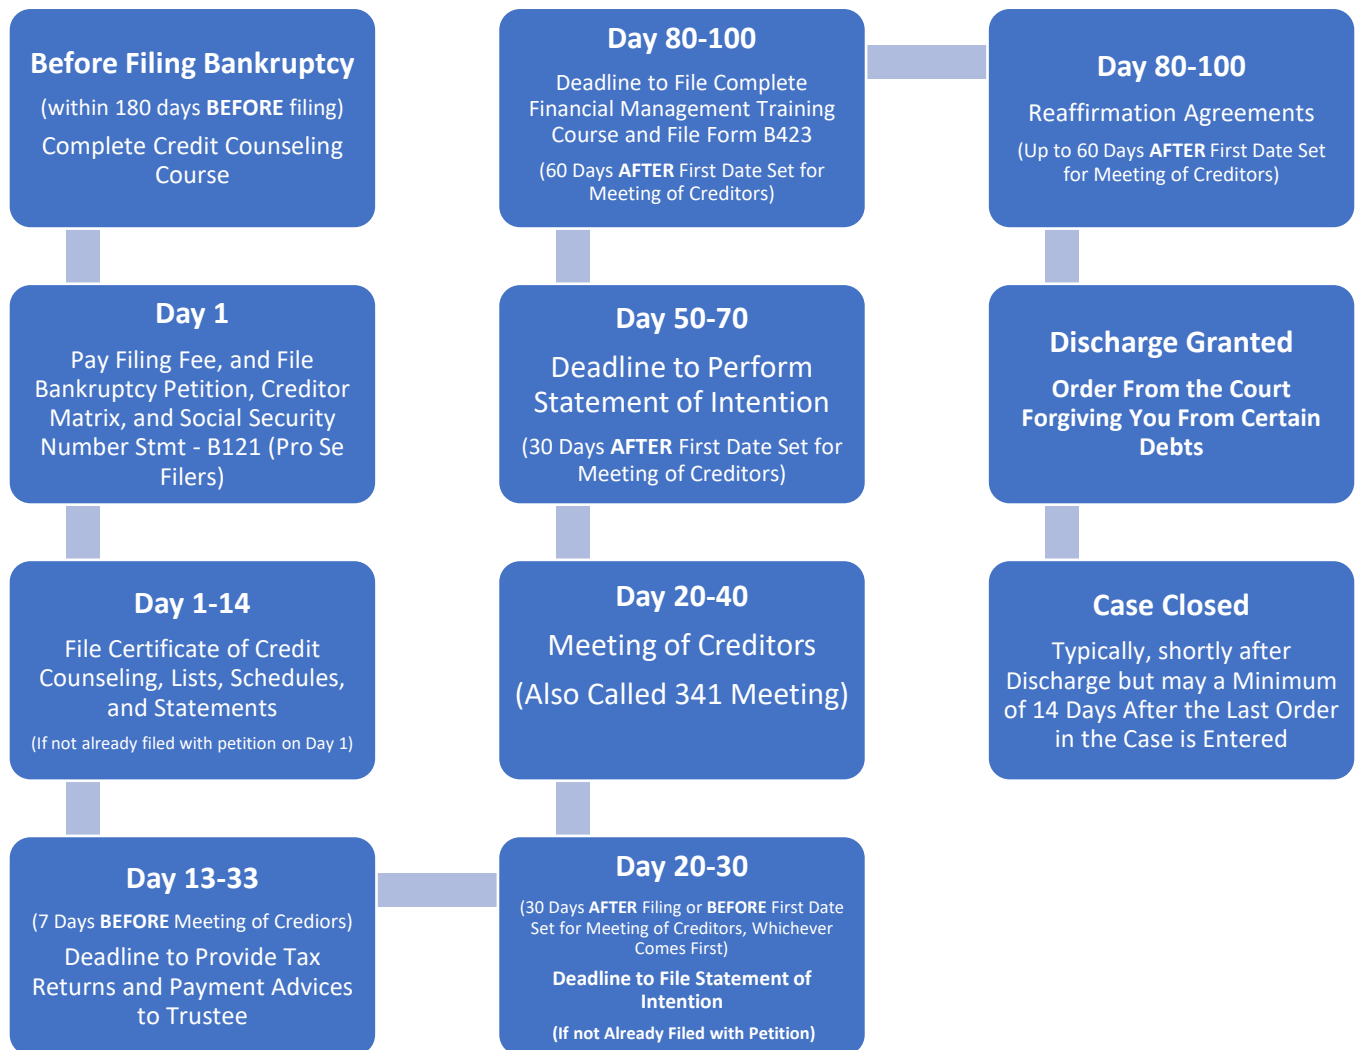 Before Filing Bankruptcy
(within 180 days BEFORE filing)
Complete Credit Counseling
Course
Day 1
Pay Filing Fee, and File
Bankruptcy Petition, Creditor
Matrix, and Social Security
Number Stmt - B121 (Pro Se
Filers)
Day 1-14
File Certificate of Credit
Counseling, Lists, Schedules,
and Statements
(If not already filed with petition on Day 1)
Day 13-33
(7 Days BEFORE Meeting of Crediors)
Deadline to Provide Tax
Returns and Payment Advices
to Trustee
Day 20-30
(30 Days AFTER Filing or BEFORE First Date
Set for Meeting of Creditors, Whichever
Comes First)
Deadline to File Statement of
Intention
(If not Already Filed with Petition)
Day 20-40
Meeting of Creditors
(Also Called 341 Meeting)
Day 50-70
Deadline to Perform
Statement of Intention
(30 Days AFTER First Date Set for
Meeting of Creditors)
Day 80-100
Deadline to File Complete
Financial Management Training
Course and File Form B423
(60 Days AFTER First Date Set for
Meeting of Creditors)
Day 80-100
Reaffirmation Agreements
(Up to 60 Days AFTER First Date Set
for Meeting of Creditors)
Discharge Granted
Order From the Court
Forgiving You From Certain
Debts
Case Closed
Typically, shortly after
Discharge but may a Minimum
of 14 Days After the Last Order
in the Case is Entered